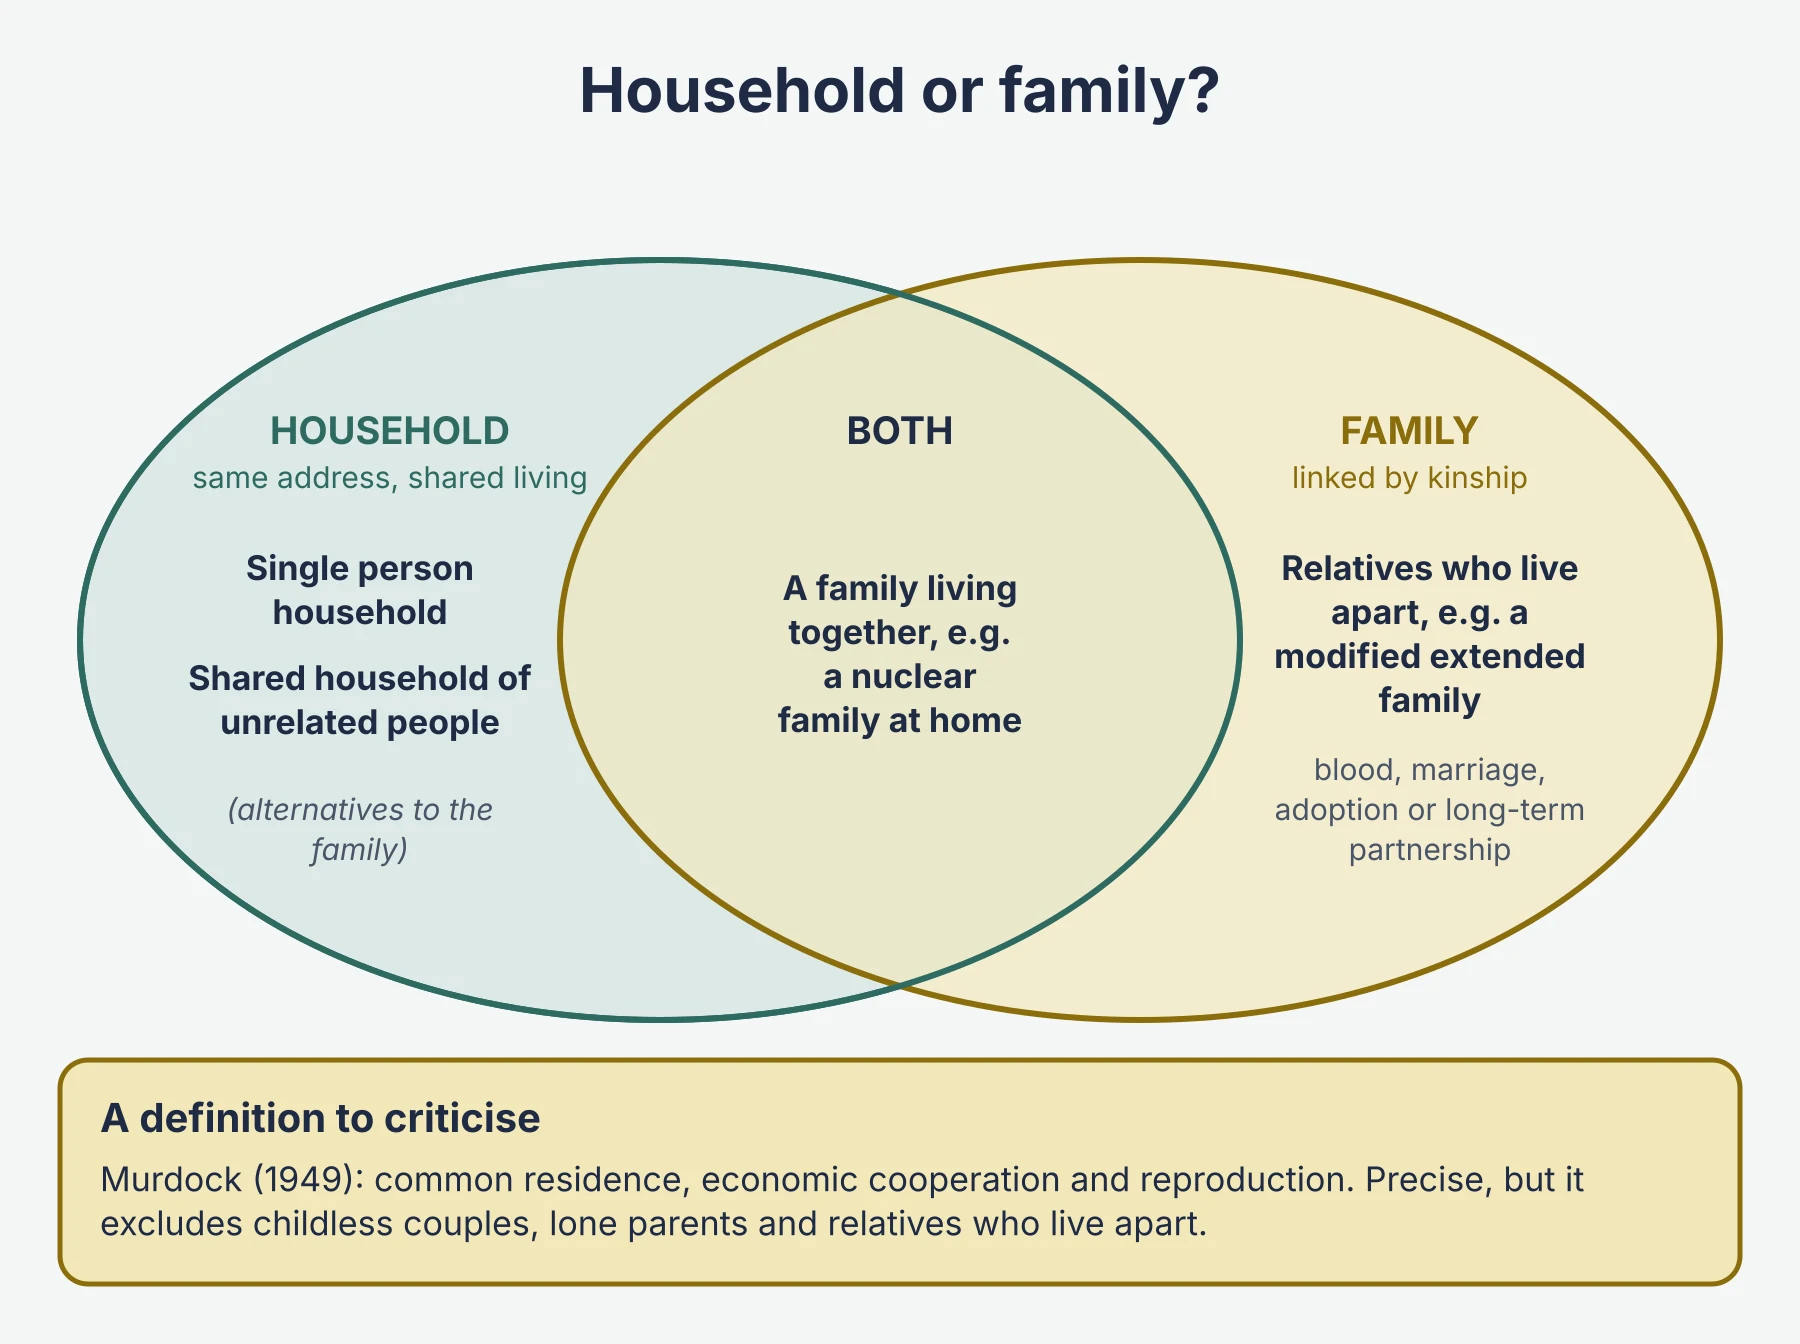 Household or family?
HOUSEHOLD
same address, shared living
Single person
household
Shared household of
unrelated people
(alternatives to the
family)
BOTH
A family living
together, e.g.
a nuclear
family at home
FAMILY
linked by kinship
Relatives who live
apart, e.g. a
modified extended
family
blood, marriage,
adoption or long-term
partnership
A definition to criticise
Murdock (1949): common residence, economic cooperation and reproduction. Precise, but it
excludes childless couples, lone parents and relatives who live apart.